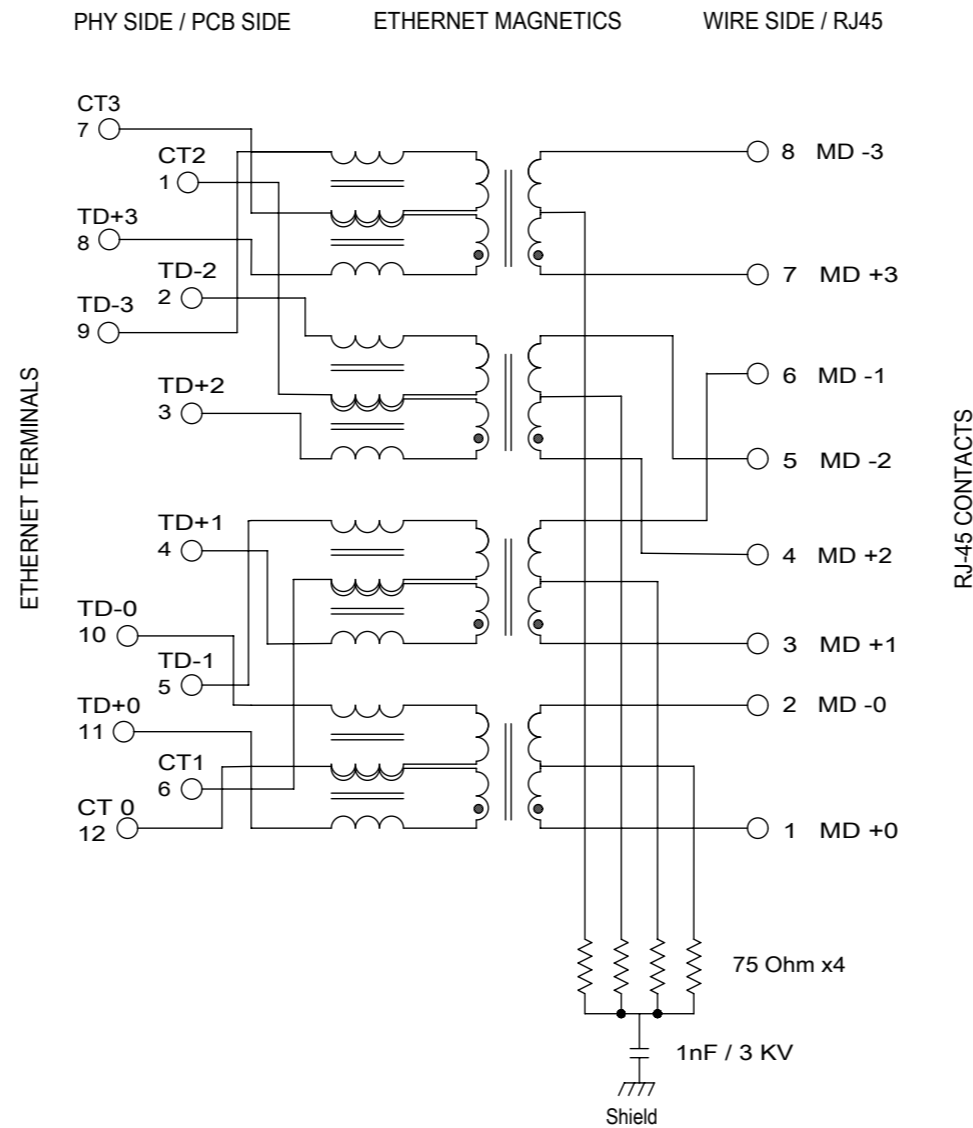 PHY SIDE / PCB SIDE
ETHERNET MAGNETICS
WIRE SIDE / RJ45
ETHERNET TERMINALS
CT3
7
CT2
1
TD+3
8
TD-2
2
TD-3
9
TD+2
3
TD+1
4
TD-0
10
TD-1
5
TD+0
11
CT1
6
CT 0
12
8 MD -3
7 MD +3
6 MD -1
5 MD -2
4 MD +2
3 MD +1
2 MD -0
1 MD +0
RJ-45 CONTACTS
75 Ohm x4
1nF / 3 KV
Shield